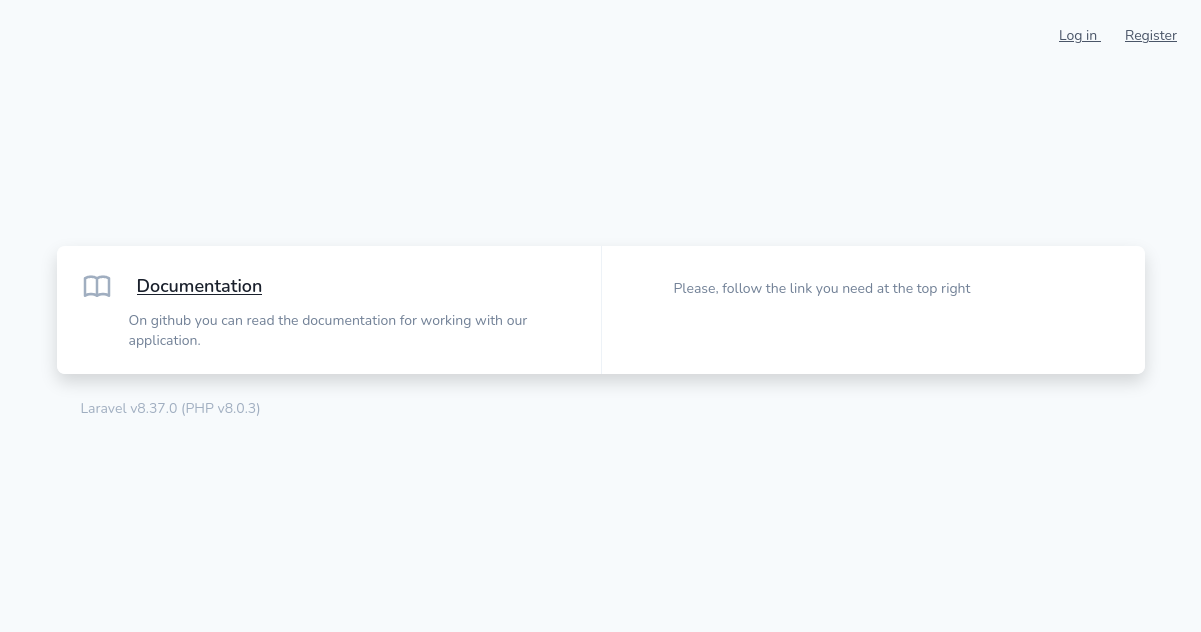 Log in
Register
Documentation
Please, follow the link you need at the top right
On github you can read the documentation for working with our
application.
Laravel v8.37.0 (PHP v8.0.3)